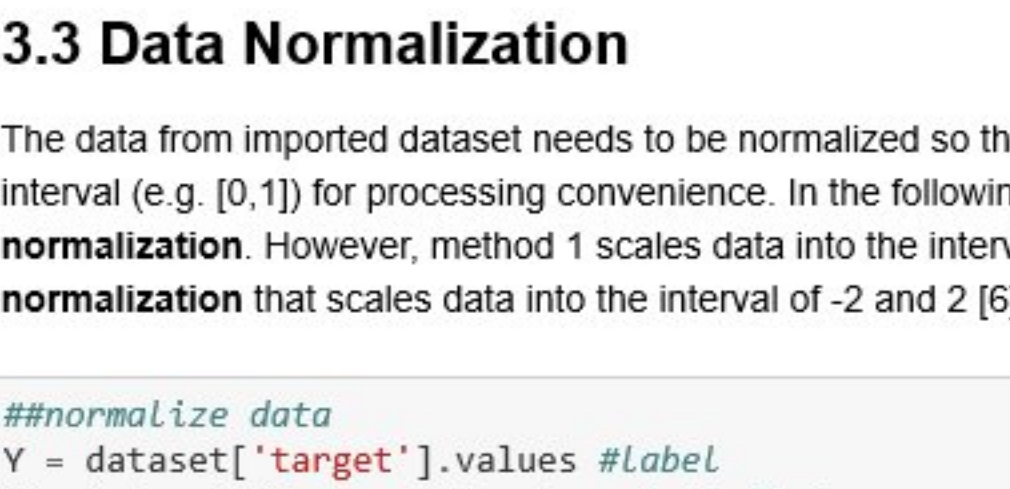 3.3 Data Normalization
The data from imported dataset needs to be normalized so
interval (e.g. [0,1]) for processing convenience. In the
normalization. However, method 1 scales data into the
normalization that scales data into the interval of -2 and 2 [6
##normalize data
Y = dataset['target'].values #label